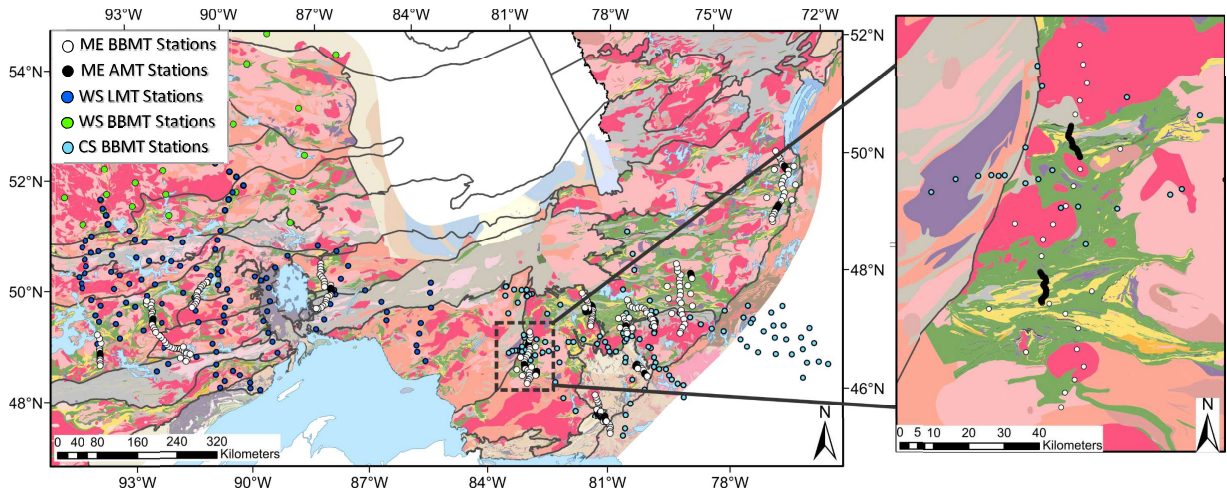 93°W 90°W 87°W 84°W 81°W 78°W 75°W 72°W
ME BBMT Stations
ME AMT Stations
WS LMT Stations
WS BBMT Stations
CS BBMT Stations
54°N
52°N
50°N
48°N
52°N
50°N
48°N
46°N
0 40 80 160 240 320
Kilometers
N
93°W 90°W 87°W 84°W 81°W 78°W
0 5 10 20 30 40
Kilometers
N